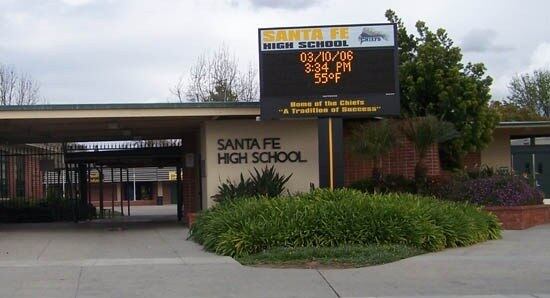 SANTA FE
HIGH SCHOOL
CHIEFS
03/10/06
3:34 PM
55°F
Home of the Chiefs
"A Tradition of Success"
SANTA FE
HIGH SCHOOL.